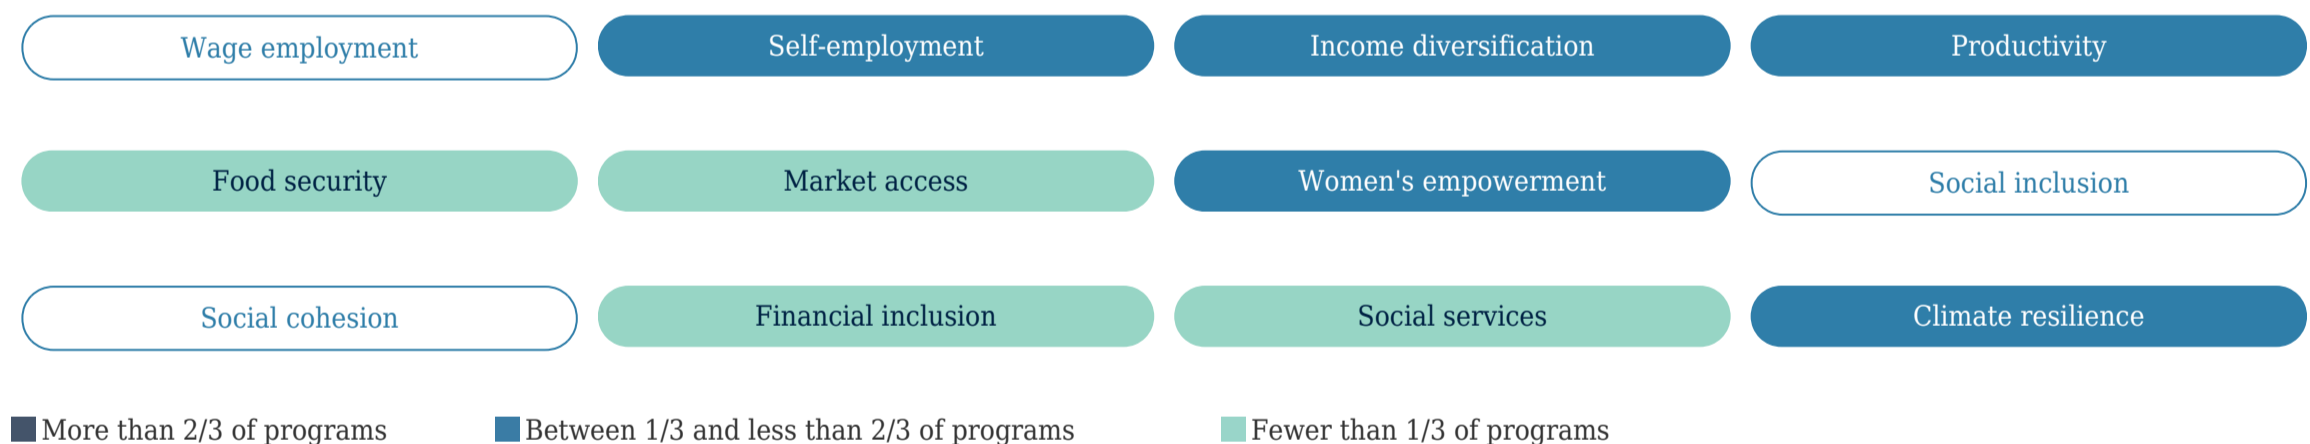 Wage employment
Self-employment
Income diversification
Productivity
Food security
Market access
Women's empowerment
Social inclusion
Social cohesion
Financial inclusion
Social services
Climate resilience
More than 2/3 of programs
Between 1/3 and less than 2/3 of programs
Fewer than 1/3 of programs